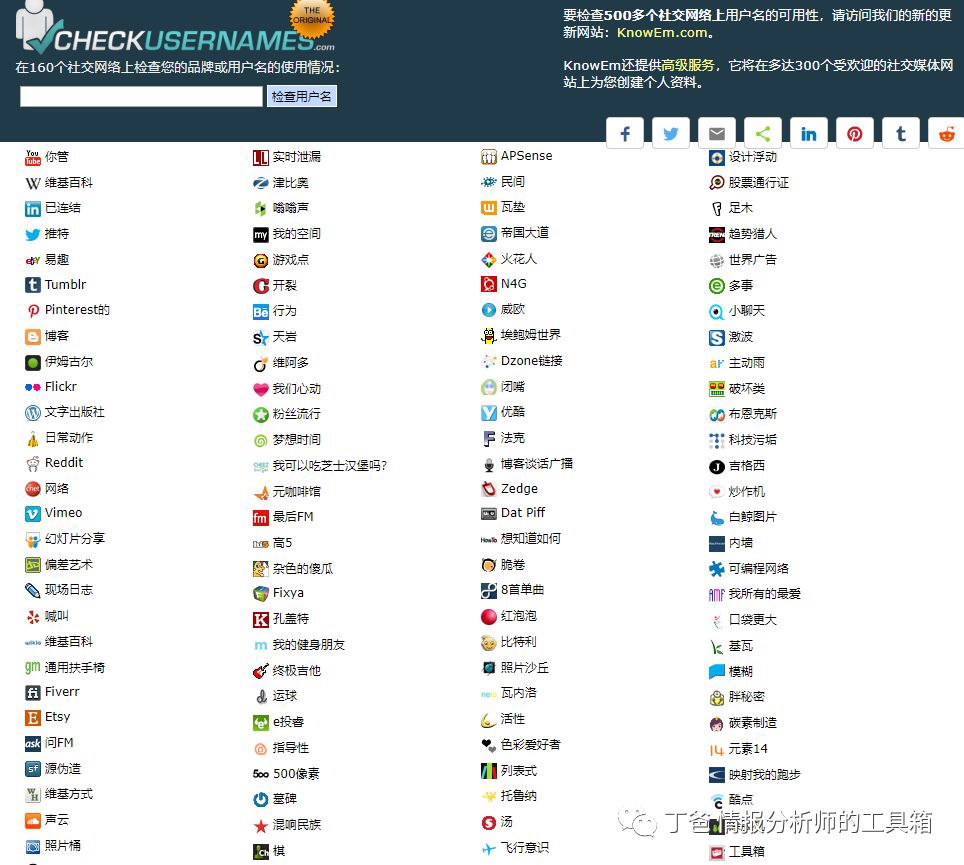 THE
ORIGINAL
CHECKUSERNAMES.com
在160个社交网络上检查您的品牌或用户名的使用情况：
检查用户名
要检查500多个社交网络上用户名的可用性，请访问我们的新的更
新网站：KnowEm.com。
KnowEm还提供高级服务，它将在多达300个受欢迎的社交媒体网
站上为您创建个人资料。
你管
维基百科
已连结
推特
易趣
Tumblr
Pinterest的
博客
伊姆古尔
Flickr
文字出版社
日常动作
Reddit
网络
Vimeo
幻灯片分享
偏差艺术
现场日志
喊叫
维基百科
通用扶手椅
Fiverr
Etsy
问FM
源伪造
维基方式
声云
照片桶
实时泄漏
津比奥
嗡嗡声
我的空间
游戏点
开裂
行为
天岩
维阿多
我们心动
粉丝流行
梦想时间
我可以吃芝士汉堡吗？
元咖啡馆
最后FM
高5
杂色的傻瓜
Fixya
孔盖特
我的健身朋友
终极吉他
运球
e投睿
指导性
500像素
墓碑
混响民族
棋
APSense
民间
瓦垫
帝国大道
火花人
N4G
威欧
埃鲍姆世界
Dzone链接
闭嘴
优酷
法克
博客谈话广播
Zedge
Dat Piff
想知道如何
脆卷
8首单曲
红泡泡
比特利
照片沙丘
瓦内洛
活性
色彩爱好者
列表式
托鲁纳
汤
飞行意识
设计浮动
股票通行证
足木
趋势猎人
世界广告
多事
小聊天
激波
主动雨
破坏类
布恩克斯
科技污垢
吉格西
炒作机
白鲸图片
内墙
可编程网络
我所有的最爱
口袋更大
基瓦
模糊
胖秘密
碳素制造
元素14
映射我的跑步
酷点
工具箱
丁爸 情报分析师的工具箱